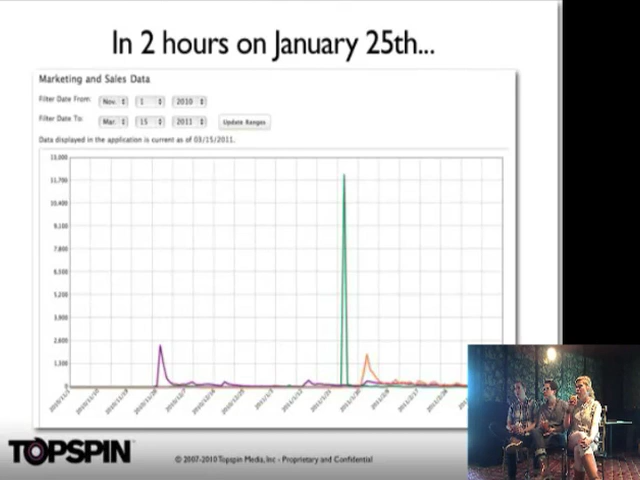 In 2 hours on January 25th...
Marketing and Sales Data
Filter Date From: Nov. 1 2010
Filter Date To: Mar. 15 2011 Update Ranges
Data displayed in the application is current as of 03/15/2011.
13,000
11,700
10,400
9,100
7,800
6,500
5,200
3,900
2,600
1,300
0
TOPSPIN
© 2007-2010 Topspin Media, Inc - Proprietary and Confidential